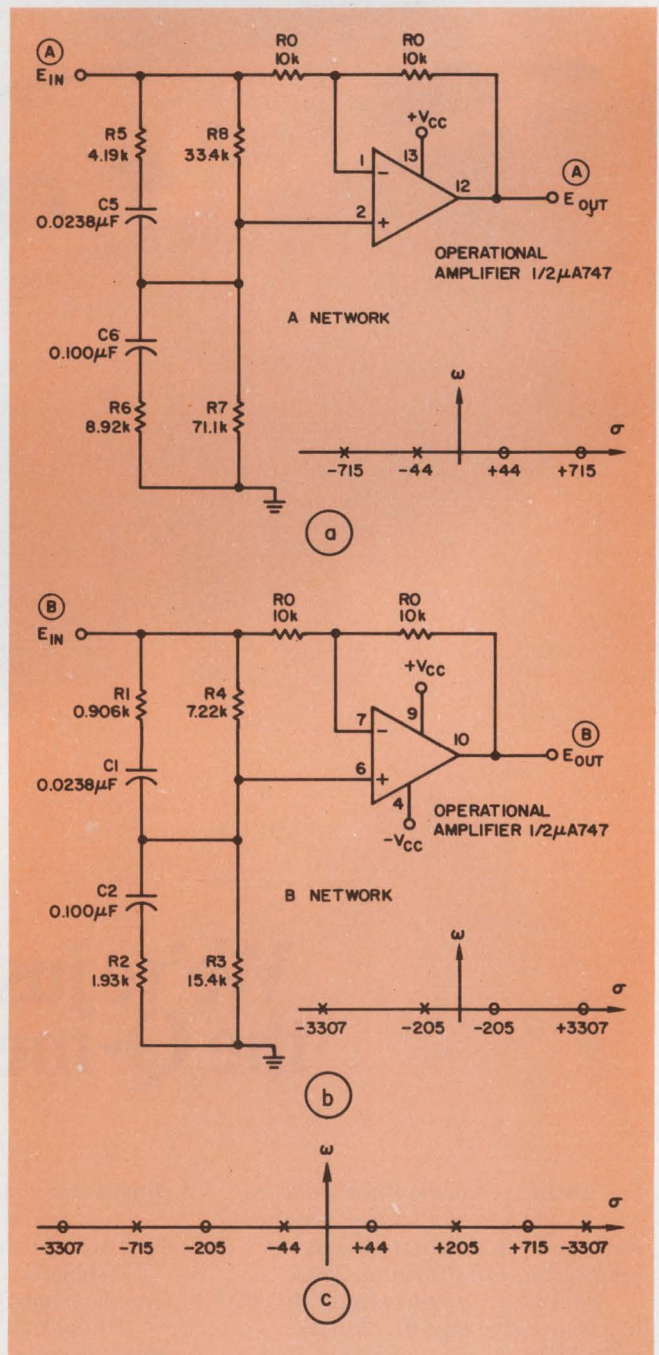 A
E IN
RO
10k
RO
10k
R5
4.19k
R8
33.4k
+VCC
13
1
−
12
2
+
A
E OUT
C5
0.0238μF
OPERATIONAL
AMPLIFIER 1/2μA747
A NETWORK
C6
0.100μF
R6
8.92k
R7
71.1k
ω
σ
-715 -44 +44 +715
a
B
E IN
RO
10k
RO
10k
R1
0.906k
R4
7.22k
+VCC
9
7
−
10
6
+
4
-VCC
B
E OUT
C1
0.0238μF
OPERATIONAL
AMPLIFIER 1/2μA747
C2
0.100μF
B NETWORK
R2
1.93k
R3
15.4k
ω
σ
-3307 -205 -205 +3307
b
ω
σ
-3307 -715 -205 -44 +44 +205 +715 -3307
c